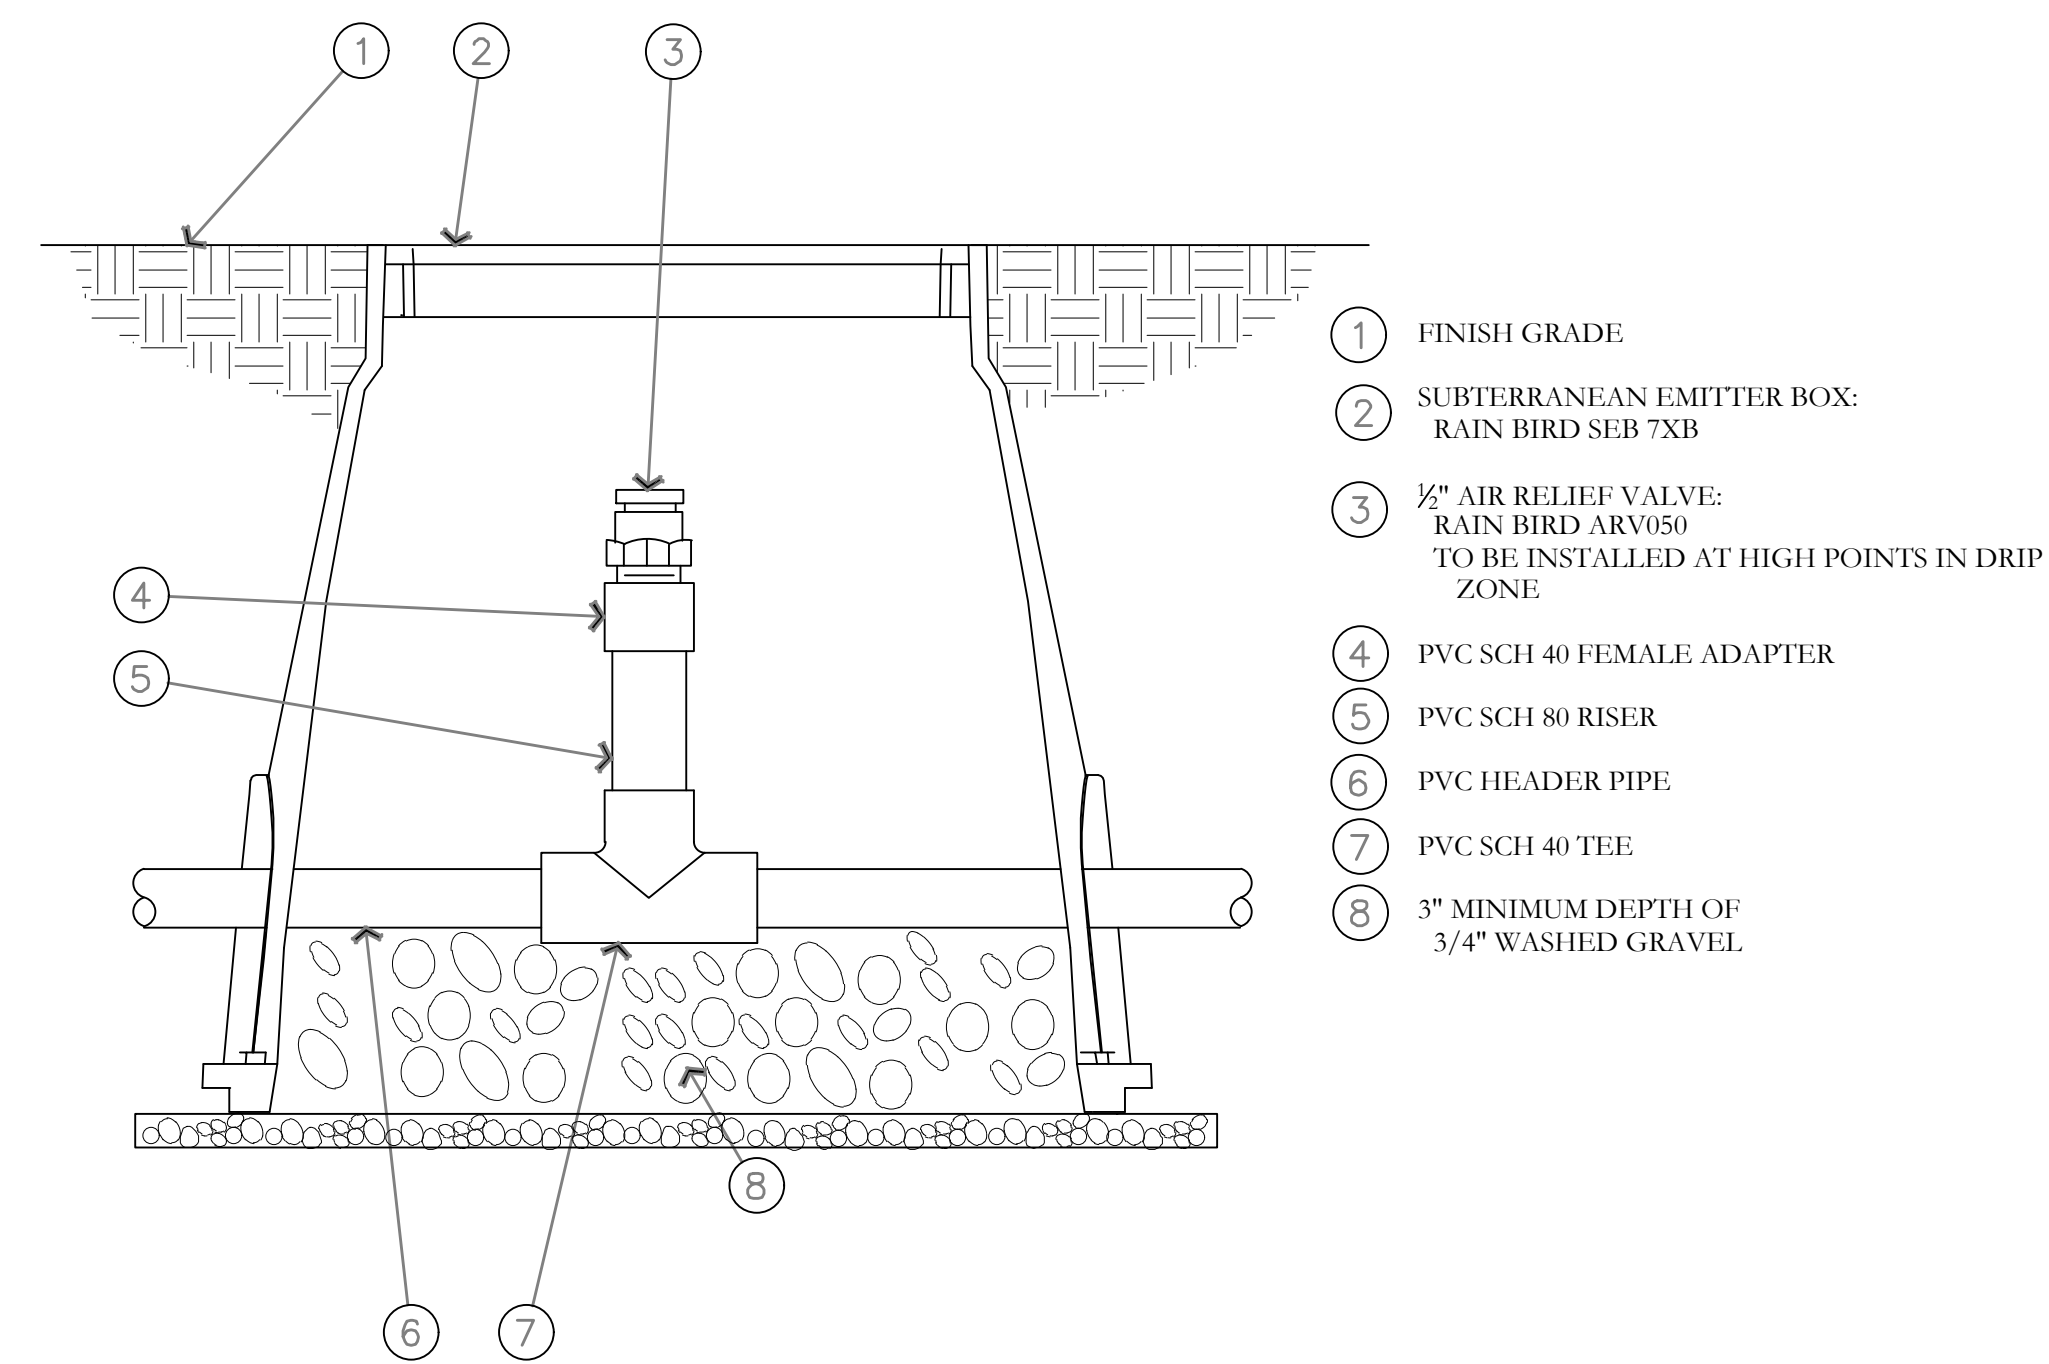 1 2 3
4
5
8
6 7
1 FINISH GRADE
2 SUBTERRANEAN EMITTER BOX:
RAIN BIRD SEB 7XB
3 ½" AIR RELIEF VALVE:
RAIN BIRD ARV050
TO BE INSTALLED AT HIGH POINTS IN DRIP
ZONE
4 PVC SCH 40 FEMALE ADAPTER
5 PVC SCH 80 RISER
6 PVC HEADER PIPE
7 PVC SCH 40 TEE
8 3" MINIMUM DEPTH OF
3/4" WASHED GRAVEL